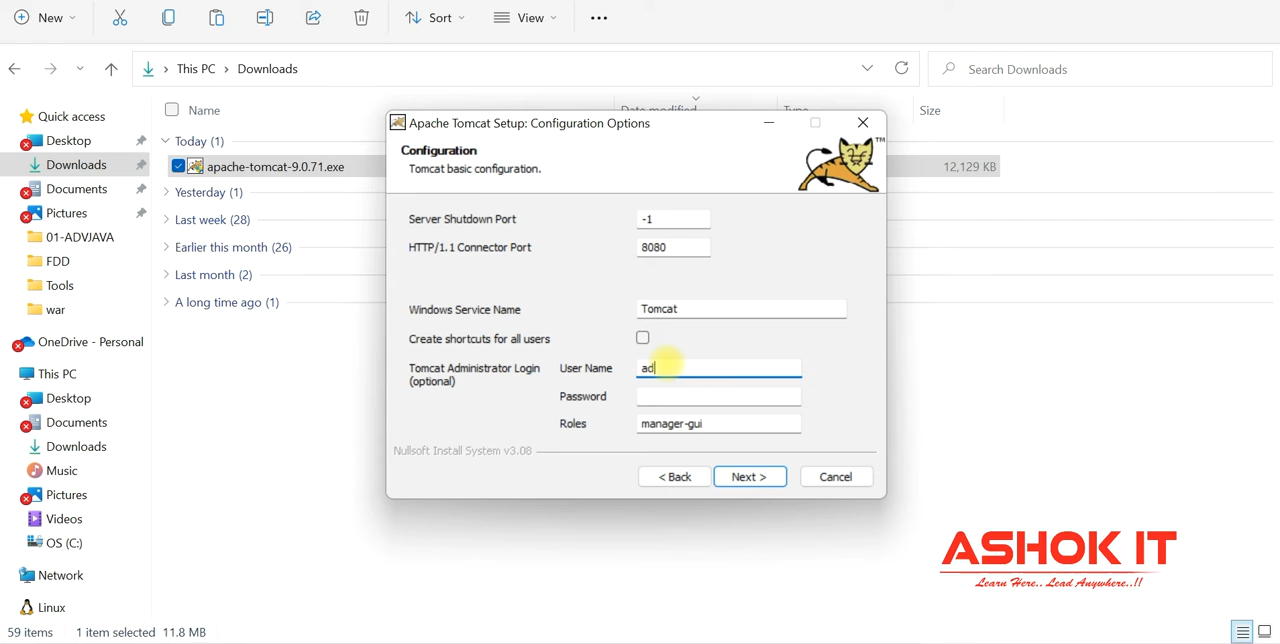 New
Sort
View
This PC > Downloads
Search Downloads
Name
Size
Quick access
Desktop
Downloads
Documents
Pictures
01-ADVJAVA
FDD
Tools
war
OneDrive - Personal
This PC
Desktop
Documents
Downloads
Music
Pictures
Videos
OS (C:)
Network
Linux
Today (1)
apache-tomcat-9.0.71.exe
12,129 KB
Yesterday (1)
Last week (28)
Earlier this month (26)
Last month (2)
A long time ago (1)
Apache Tomcat Setup: Configuration Options
Configuration
Tomcat basic configuration.
TM
Server Shutdown Port -1
HTTP/1.1 Connector Port 8080
Windows Service Name Tomcat
Create shortcuts for all users
Tomcat Administrator Login
(optional)
User Name ad
Password
Roles manager-gui
Nullsoft Install System v3.08
< Back
Next >
Cancel
ASHOK IT
Learn Here.. Lead Anywhere..!!
59 items 1 item selected 11.8 MB